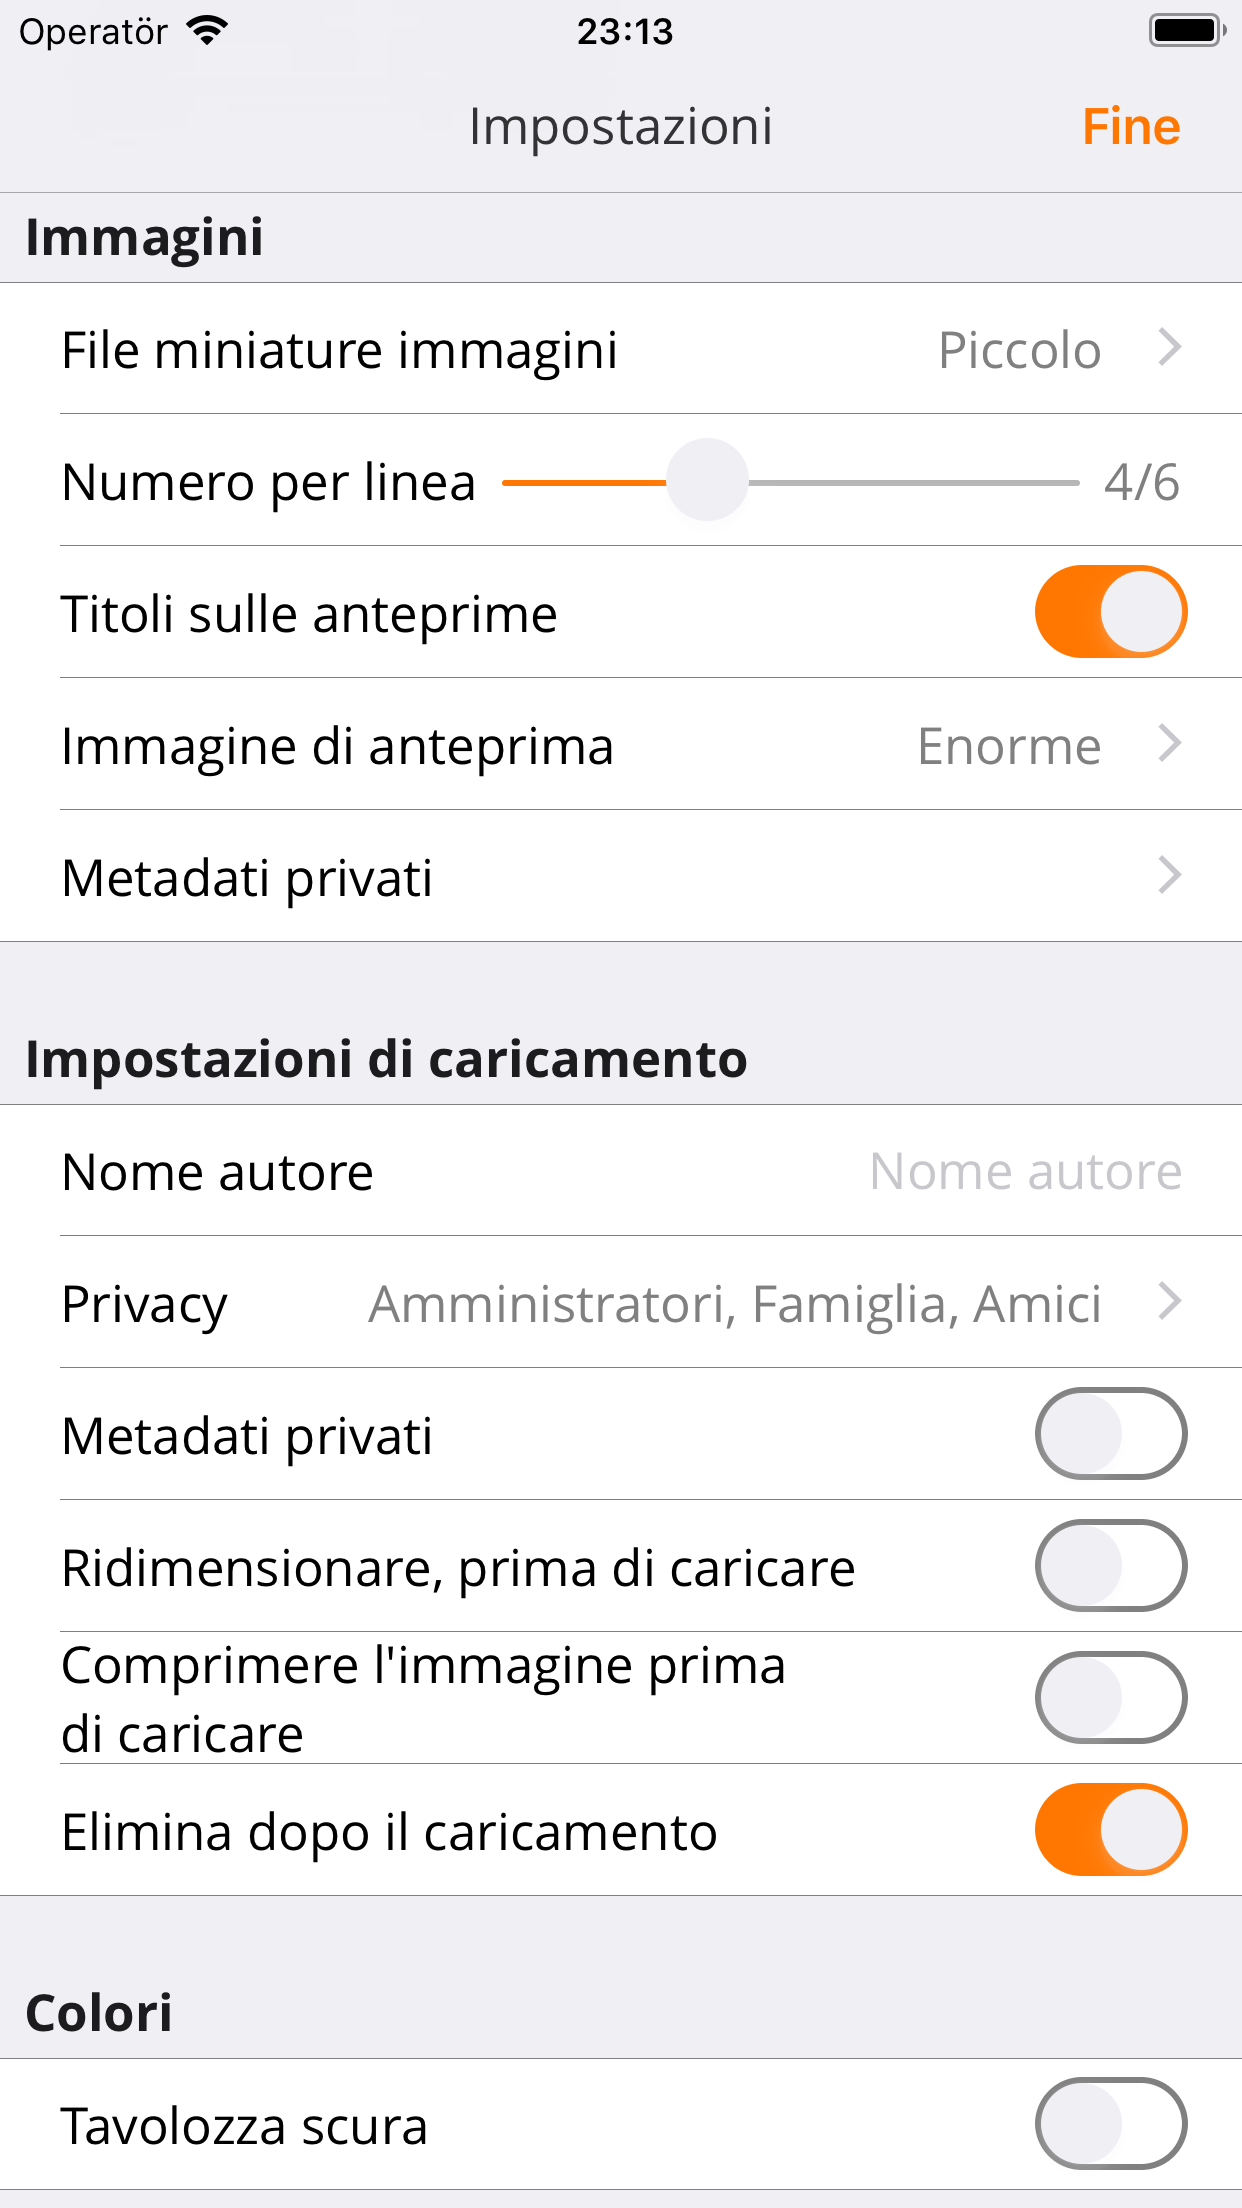 Operatör 23:13
Impostazioni Fine
Immagini
File miniature immagini Piccolo
Numero per linea 4/6
Titoli sulle anteprime
Immagine di anteprima Enorme
Metadati privati
Impostazioni di caricamento
Nome autore Nome autore
Privacy Amministratori, Famiglia, Amici
Metadati privati
Ridimensionare, prima di caricare
Comprimere l'immagine prima
di caricare
Elimina dopo il caricamento
Colori
Tavolozza scura